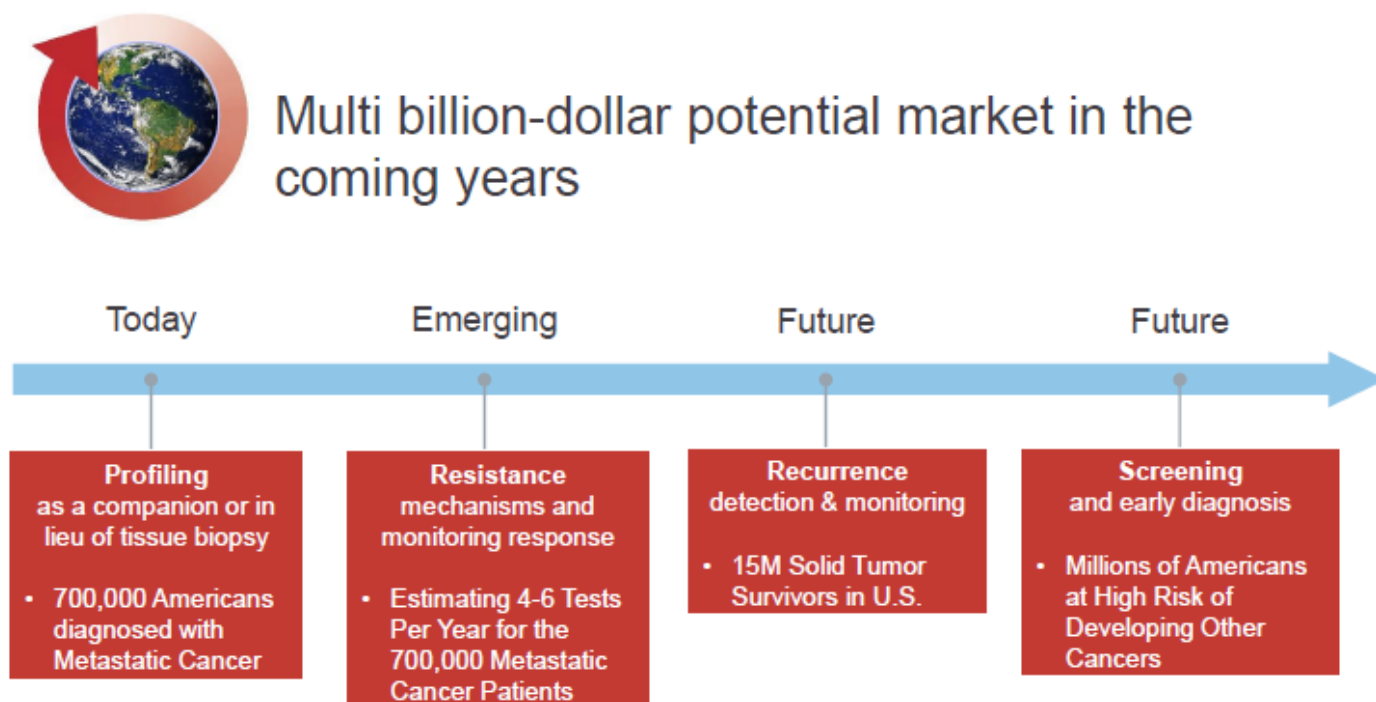 Multi billion-dollar potential market in the
coming years
Today
Emerging
Future
Future
Profiling
as a companion or in
lieu of tissue biopsy
• 700,000 Americans
diagnosed with
Metastatic Cancer
Resistance
mechanisms and
monitoring response
• Estimating 4-6 Tests
Per Year for the
700,000 Metastatic
Cancer Patients
Recurrence
detection & monitoring
• 15M Solid Tumor
Survivors in U.S.
Screening
and early diagnosis
• Millions of Americans
at High Risk of
Developing Other
Cancers